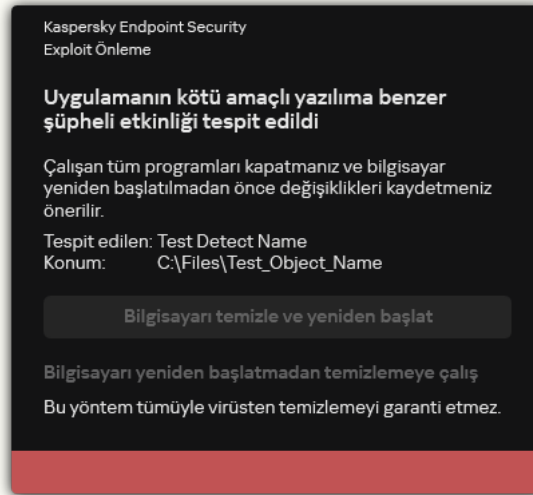 Kaspersky Endpoint Security
Exploit Önleme
Uygulamanın kötü amaçlı yazılıma benzer
şüpheli etkinliği tespit edildi
Çalışan tüm programları kapatmanız ve bilgisayar
yeniden başlatılmadan önce değişiklikleri kaydetmeniz
önerilir.
Tespit edilen: Test Detect Name
Konum: C:\Files\Test_Object_Name
Bilgisayarı temizle ve yeniden başlat
Bilgisayarı yeniden başlatmadan temizlemeye çalış
Bu yöntem tümüyle virüsten temizlemeyi garanti etmez.